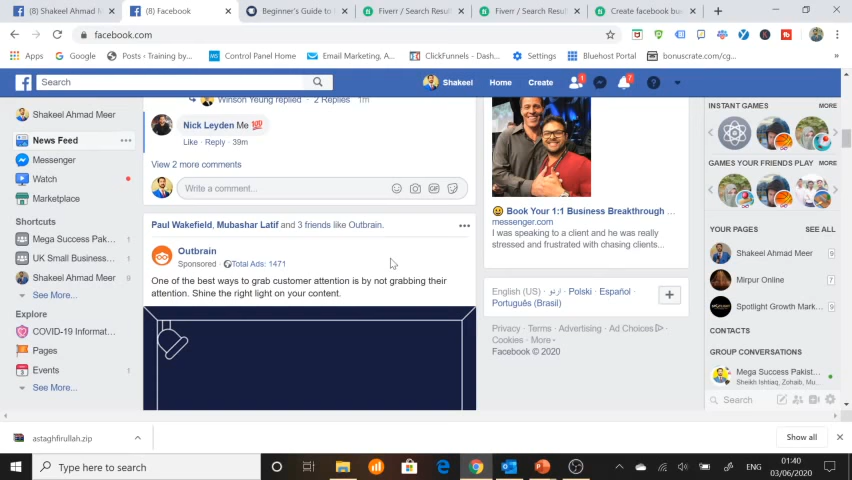 (8) Shakeel Ahmad M
(8) Facebook
Beginner's Guide to
Fiverr / Search Resul
Fiverr / Search Resul
Create facebook bu
facebook.com
Apps
Google
Posts ‹ Training by...
Control Panel Home
Email Marketing, A...
ClickFunnels - Dash...
Settings
Bluehost Portal
bonuscrate.com/cg...
Search
Shakeel
Home
Create
1
7
Shakeel Ahmad Meer
News Feed
Messenger
Watch
Marketplace
Shortcuts
Mega Success Pak... 1
UK Small Business...
Shakeel Ahmad Meer 9
See More...
Explore
COVID-19 Informat...
Pages
Events 1
See More...
Winson Yeung replied · 2 Replies 1m
Nick Leyden Me 💯
Like · Reply · 39m
View 2 more comments
Write a comment...
GIF
Paul Wakefield, Mubashar Latif and 3 friends like Outbrain.
Outbrain
Sponsored · Total Ads: 1471
One of the best ways to grab customer attention is by not grabbing their
attention. Shine the right light on your content.
😀 Book Your 1:1 Business Breakthrough ...
messenger.com
I was speaking to a client and he was really
stressed and frustrated with chasing clients...
English (US) · اردو · Polski · Español ·
Português (Brasil)
Privacy · Terms · Advertising · Ad Choices ·
Cookies · More
Facebook © 2020
INSTANT GAMES MORE
GAMES YOUR FRIENDS PLAY MORE
YOUR PAGES SEE ALL
Shakeel Ahmad Meer 9
Mirpur Online 7
Spotlight Growth Mark... 9
CONTACTS
GROUP CONVERSATIONS
Mega Success Pakist...
Sheikh Ishtiaq, Zohaib, Mu...
Search
astaghfirullah.zip
Show all
Type here to search
ENG
01:40
03/06/2020